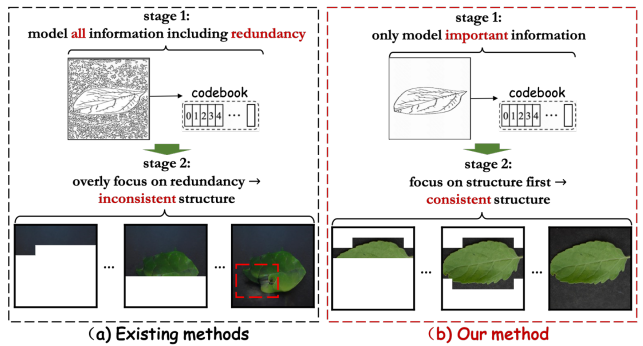 stage 1:
model all information including redundancy
codebook
0 1 2 3 4 ...
stage 2:
overly focus on redundancy →
inconsistent structure
... ...
(a) Existing methods
stage 1:
only model important information
codebook
0 1 2 3 4 ...
stage 2:
focus on structure first →
consistent structure
... ...
(b) Our method